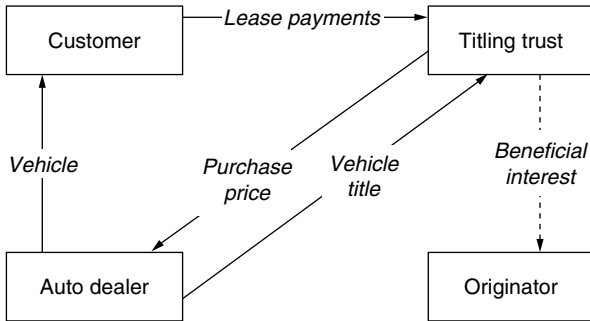 Customer
Lease payments
Titling trust
Vehicle
Purchase
price
Vehicle
title
Beneficial
interest
Auto dealer
Originator